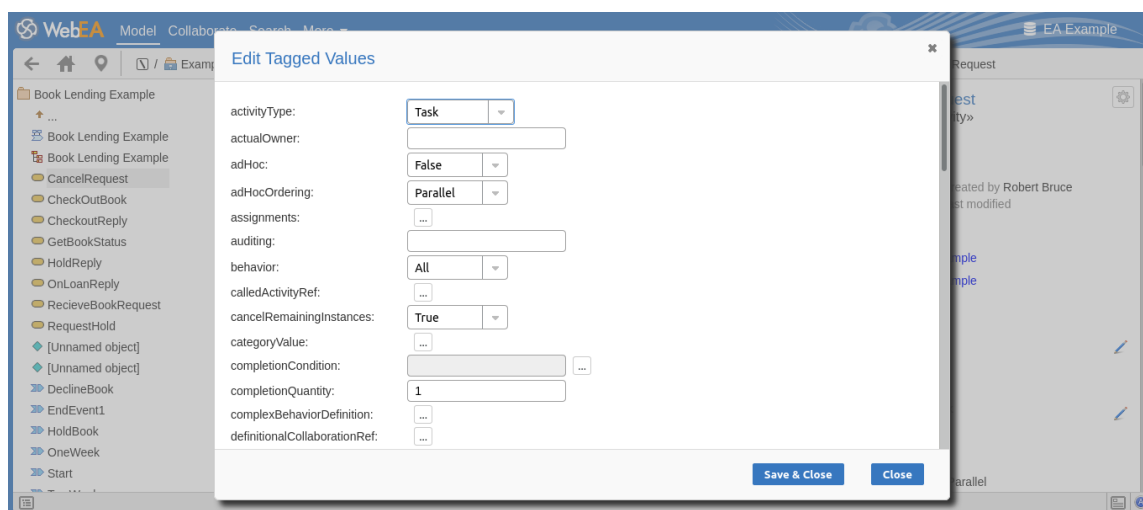 WebEA Model Collaborate Search More EA Example
/ Examp Request
Edit Tagged Values
Book Lending Example
...
Book Lending Example
Book Lending Example
CancelRequest
CheckOutBook
CheckoutReply
GetBookStatus
HoldReply
OnLoanReply
RecieveBookRequest
RequestHold
[Unnamed object]
[Unnamed object]
DeclineBook
EndEvent1
HoldBook
OneWeek
Start
activityType: Task
actualOwner:
adHoc: False
adHocOrdering: Parallel
assignments: ...
auditing:
behavior: All
calledActivityRef: ...
cancelRemainingInstances: True
categoryValue: ...
completionCondition: ...
completionQuantity: 1
complexBehaviorDefinition: ...
definitionalCollaborationRef: ...
Save & Close Close
est
ity»
eated by Robert Bruce
st modified
mple
mple
arallel